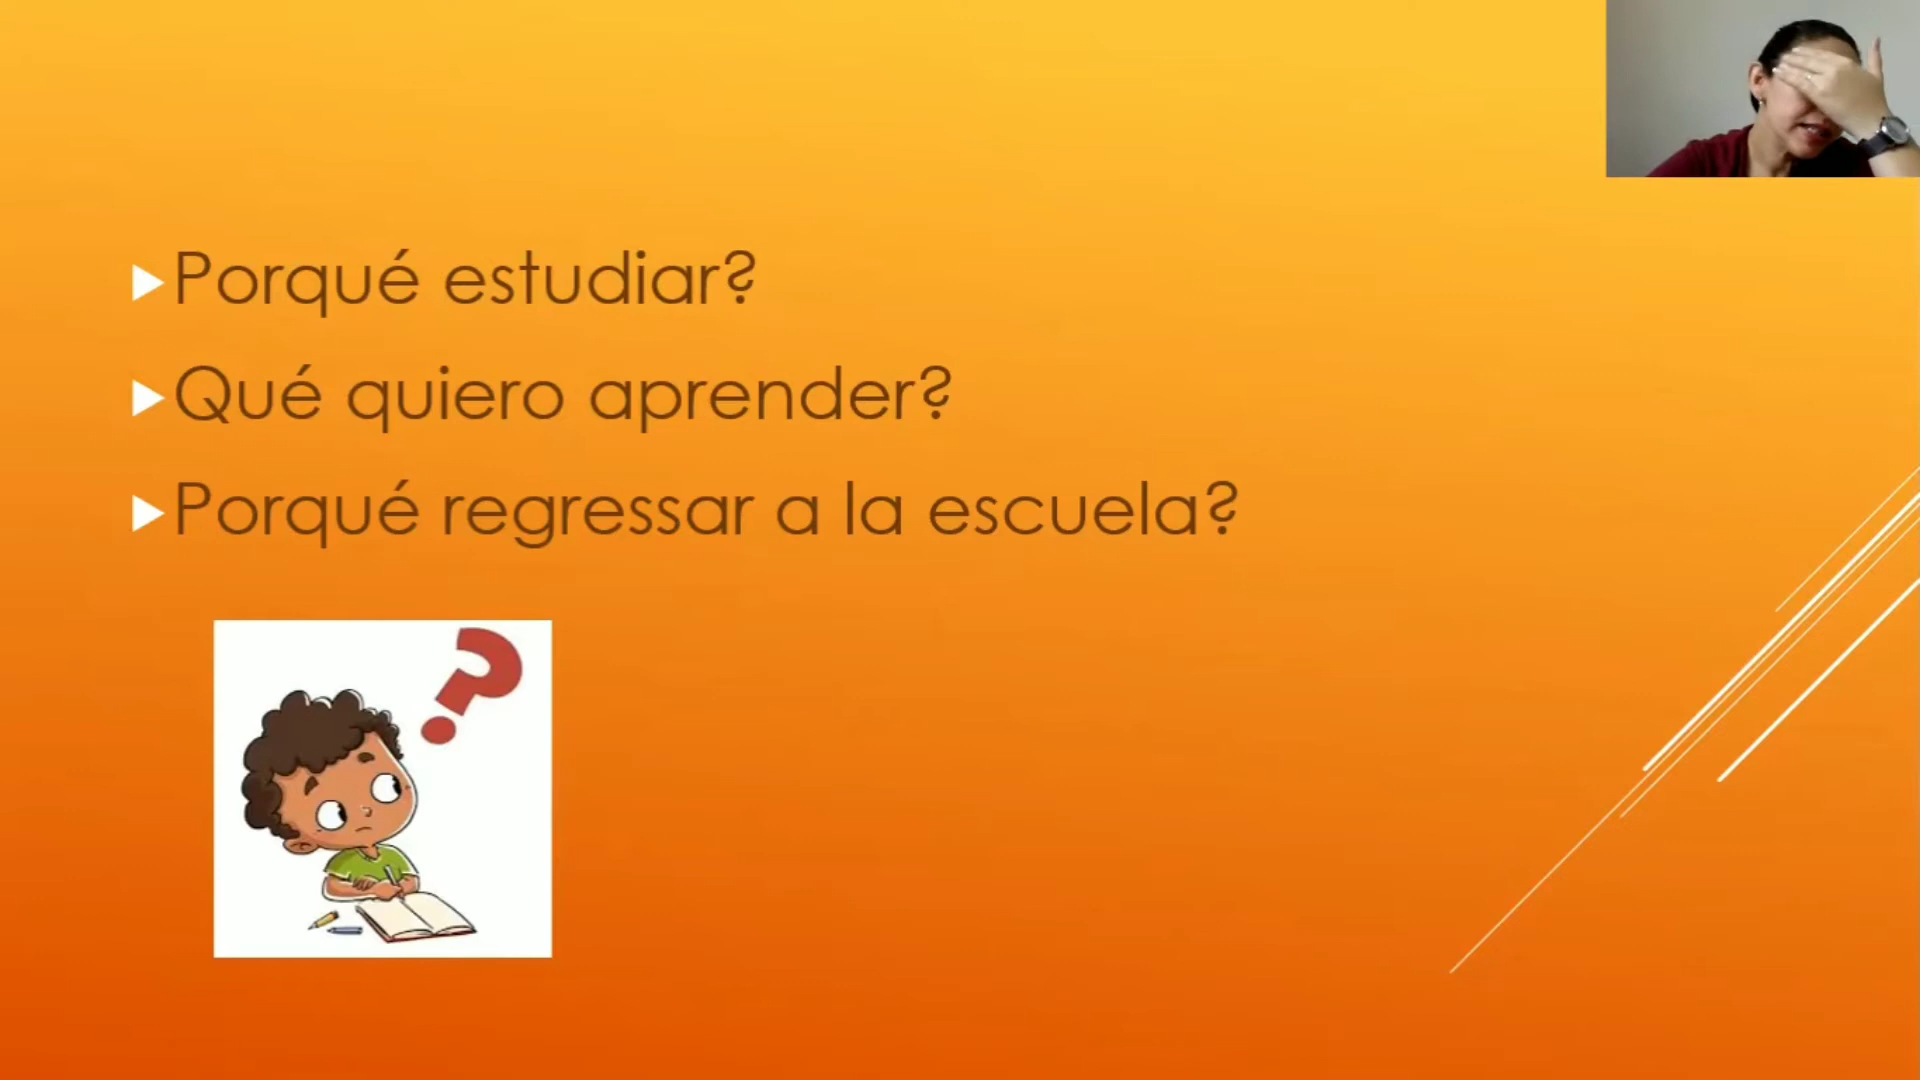 Porqué estudiar?
Qué quiero aprender?
Porqué regressar a la escuela?